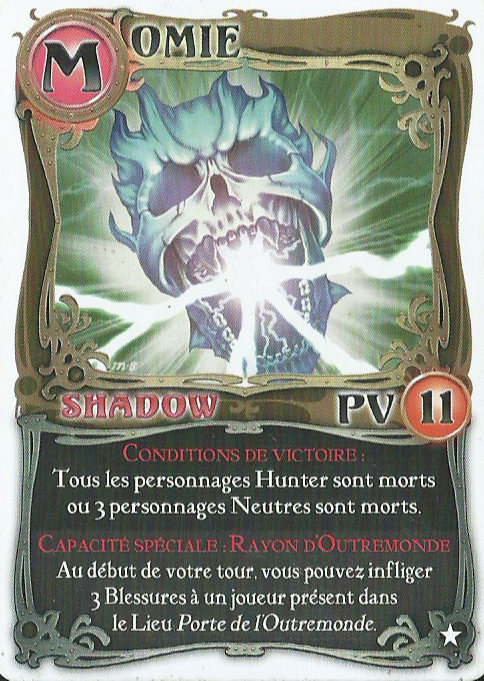 MOMIE
m·g
SHADOW
PV 11
CONDITIONS DE VICTOIRE :
Tous les personnages Hunter sont morts
ou 3 personnages Neutres sont morts.
CAPACITÉ SPÉCIALE : RAYON D'OUTREMONDE
Au début de votre tour, vous pouvez infliger
3 Blessures à un joueur présent dans
le Lieu Porte de l'Outremonde.